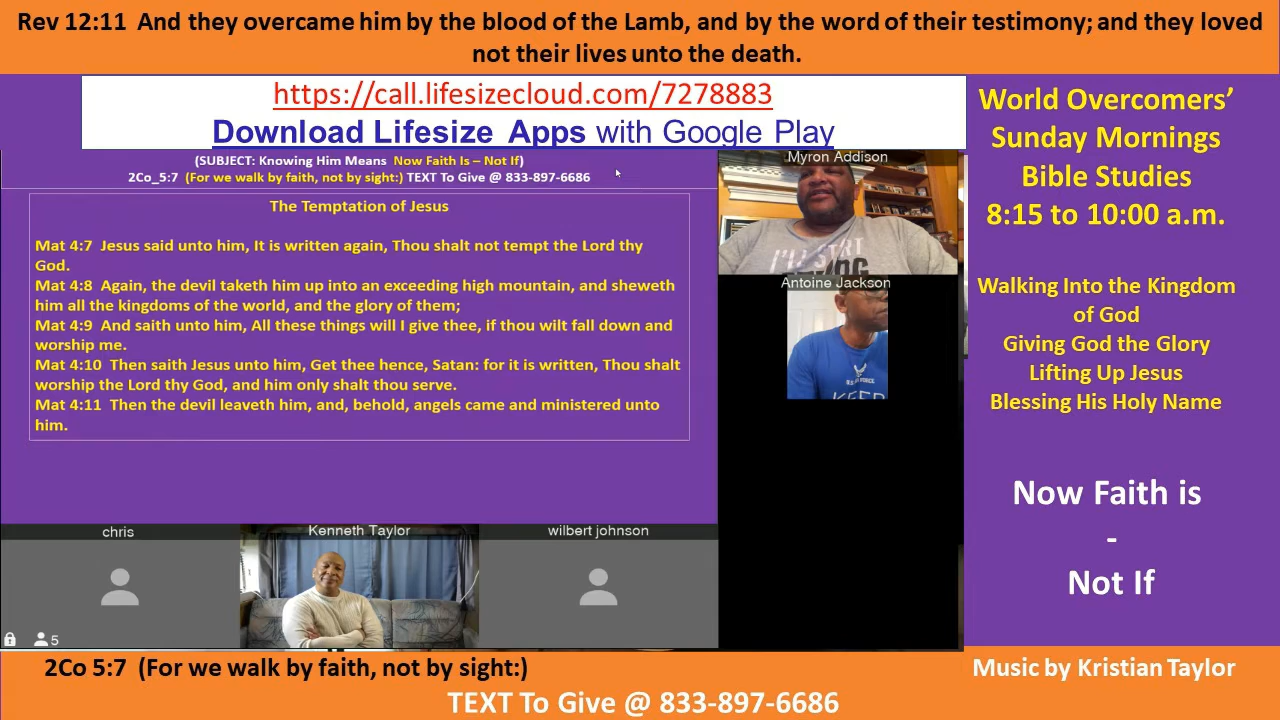 Rev 12:11 And they overcame him by the blood of the Lamb, and by the word of their testimony; and they loved
not their lives unto the death.
https://call.lifesizecloud.com/7278883
Download Lifesize Apps with Google Play
(SUBJECT: Knowing Him Means Now Faith Is – Not If)
2Co_5:7 (For we walk by faith, not by sight:) TEXT To Give @ 833-897-6686
The Temptation of Jesus
Mat 4:7 Jesus said unto him, It is written again, Thou shalt not tempt the Lord thy
God.
Mat 4:8 Again, the devil taketh him up into an exceeding high mountain, and sheweth
him all the kingdoms of the world, and the glory of them;
Mat 4:9 And saith unto him, All these things will I give thee, if thou wilt fall down and
worship me.
Mat 4:10 Then saith Jesus unto him, Get thee hence, Satan: for it is written, Thou shalt
worship the Lord thy God, and him only shalt thou serve.
Mat 4:11 Then the devil leaveth him, and, behold, angels came and ministered unto
him.
Myron Addison
I'LL START
Antoine Jackson
U.S. AIR FORCE
KEEP
chris
Kenneth Taylor
wilbert johnson
5
World Overcomers’
Sunday Mornings
Bible Studies
8:15 to 10:00 a.m.
Walking Into the Kingdom
of God
Giving God the Glory
Lifting Up Jesus
Blessing His Holy Name
Now Faith is
-
Not If
2Co 5:7 (For we walk by faith, not by sight:)
Music by Kristian Taylor
TEXT To Give @ 833-897-6686